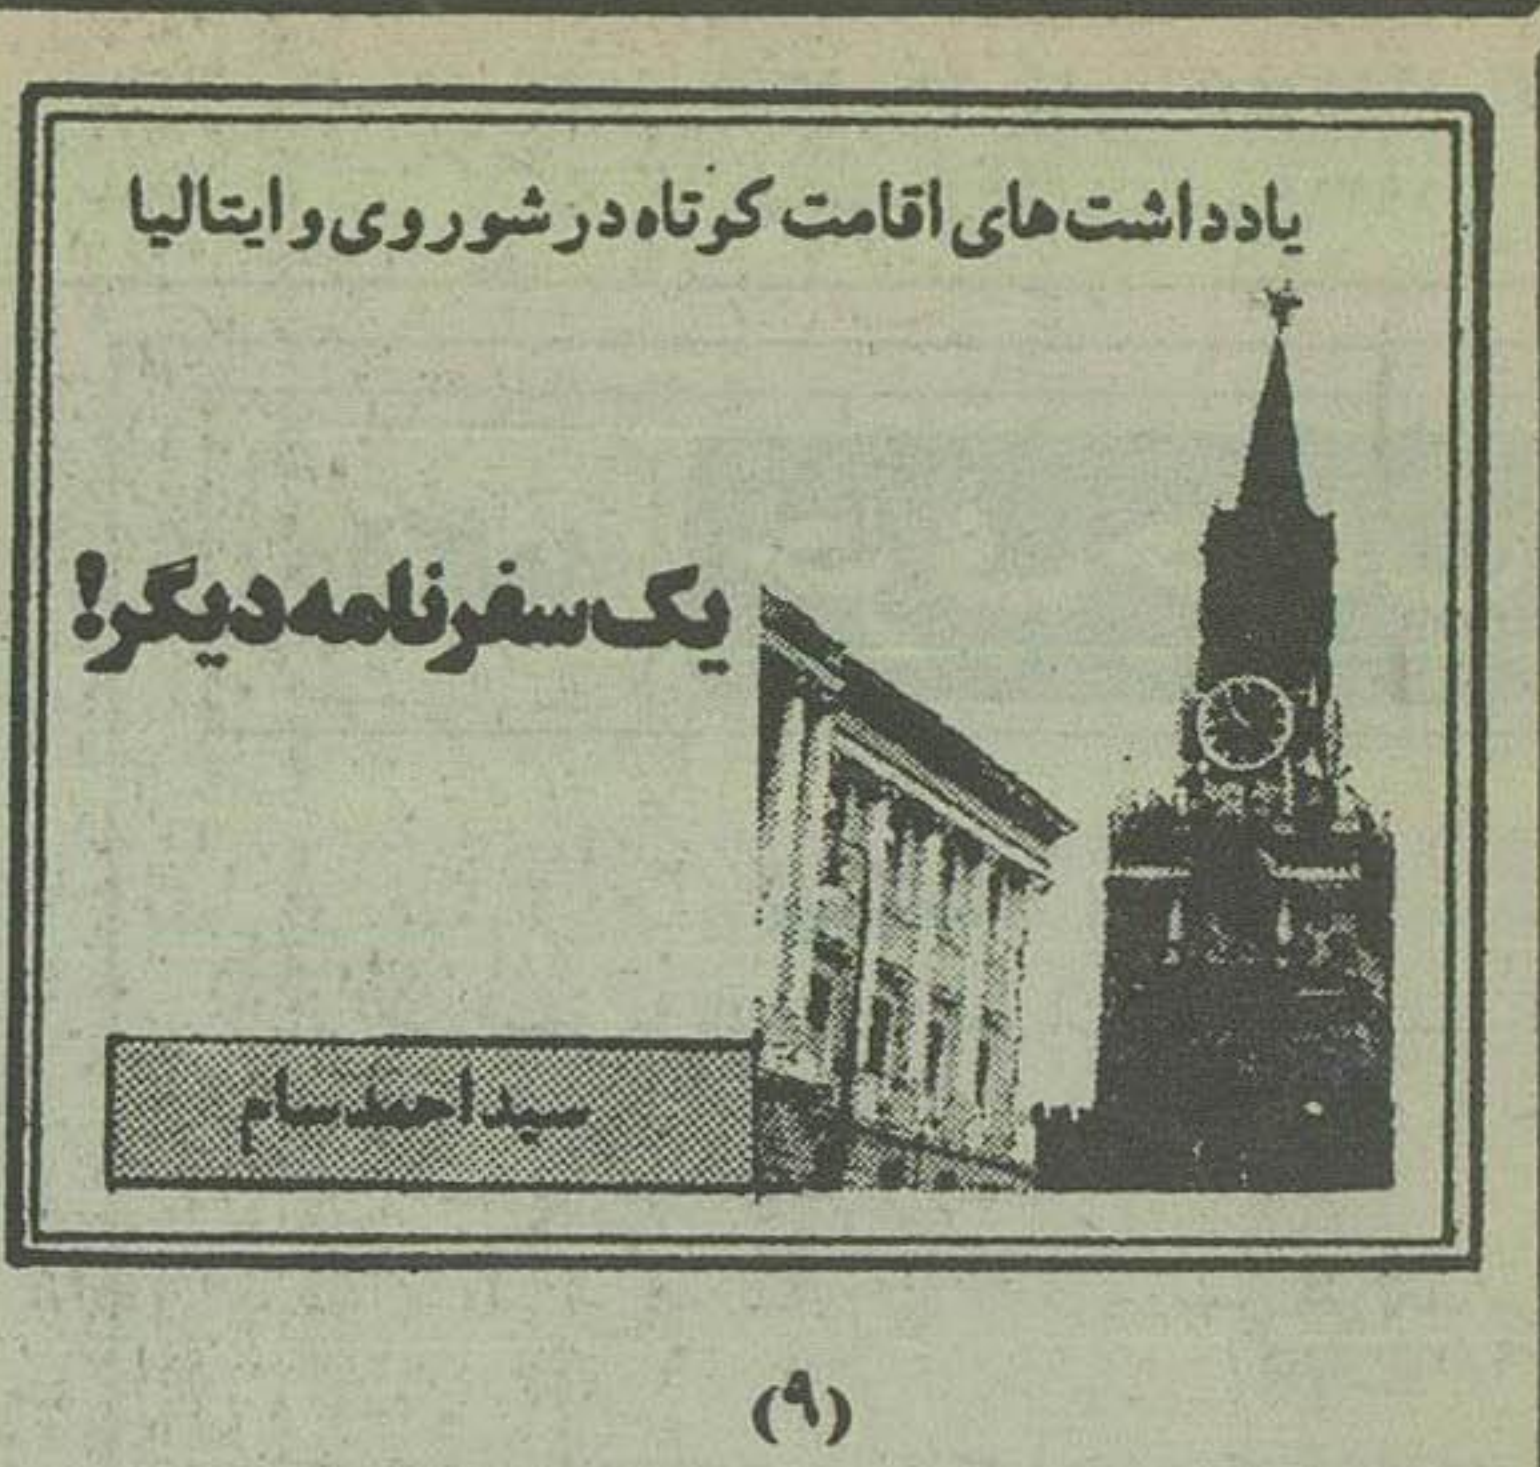 یادداشت‌های اقامت کوتاه در شوروی و ایتالیا
یک سفرنامه دیگر!
سید احمد سام
(۹)